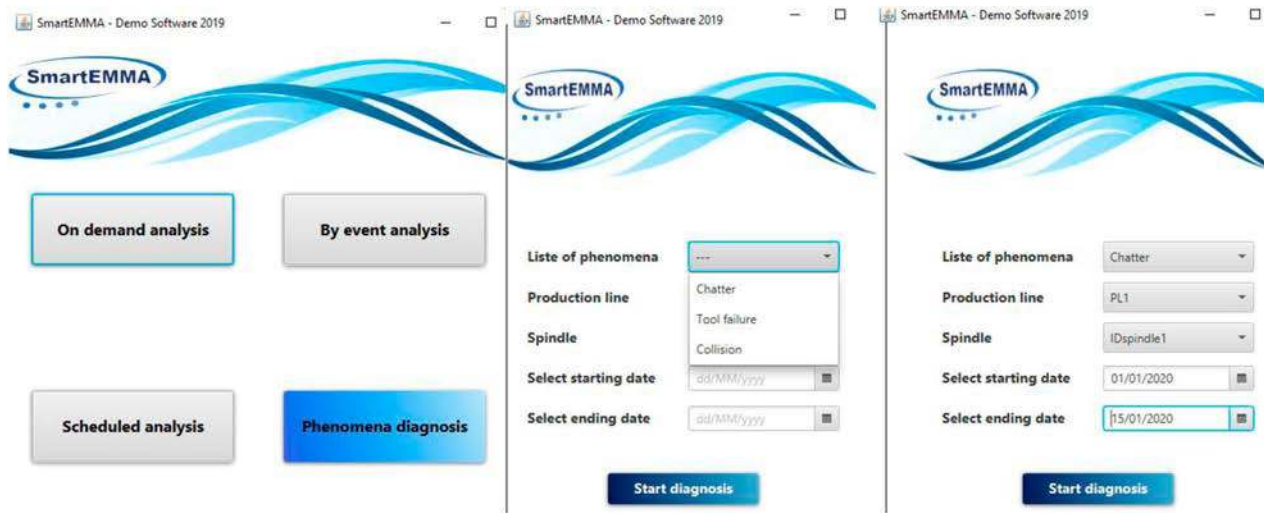 SmartEMMA - Demo Software 2019
SmartEMMA
On demand analysis
By event analysis
Scheduled analysis
Phenomena diagnosis
SmartEMMA - Demo Software 2019
SmartEMMA
Liste of phenomena
---
Chatter
Tool failure
Collision
Production line
Spindle
Select starting date
dd/MM/yyyy
Select ending date
dd/MM/yyyy
Start diagnosis
SmartEMMA - Demo Software 2019
SmartEMMA
Liste of phenomena
Chatter
Production line
PL1
Spindle
IDspindle1
Select starting date
01/01/2020
Select ending date
15/01/2020
Start diagnosis